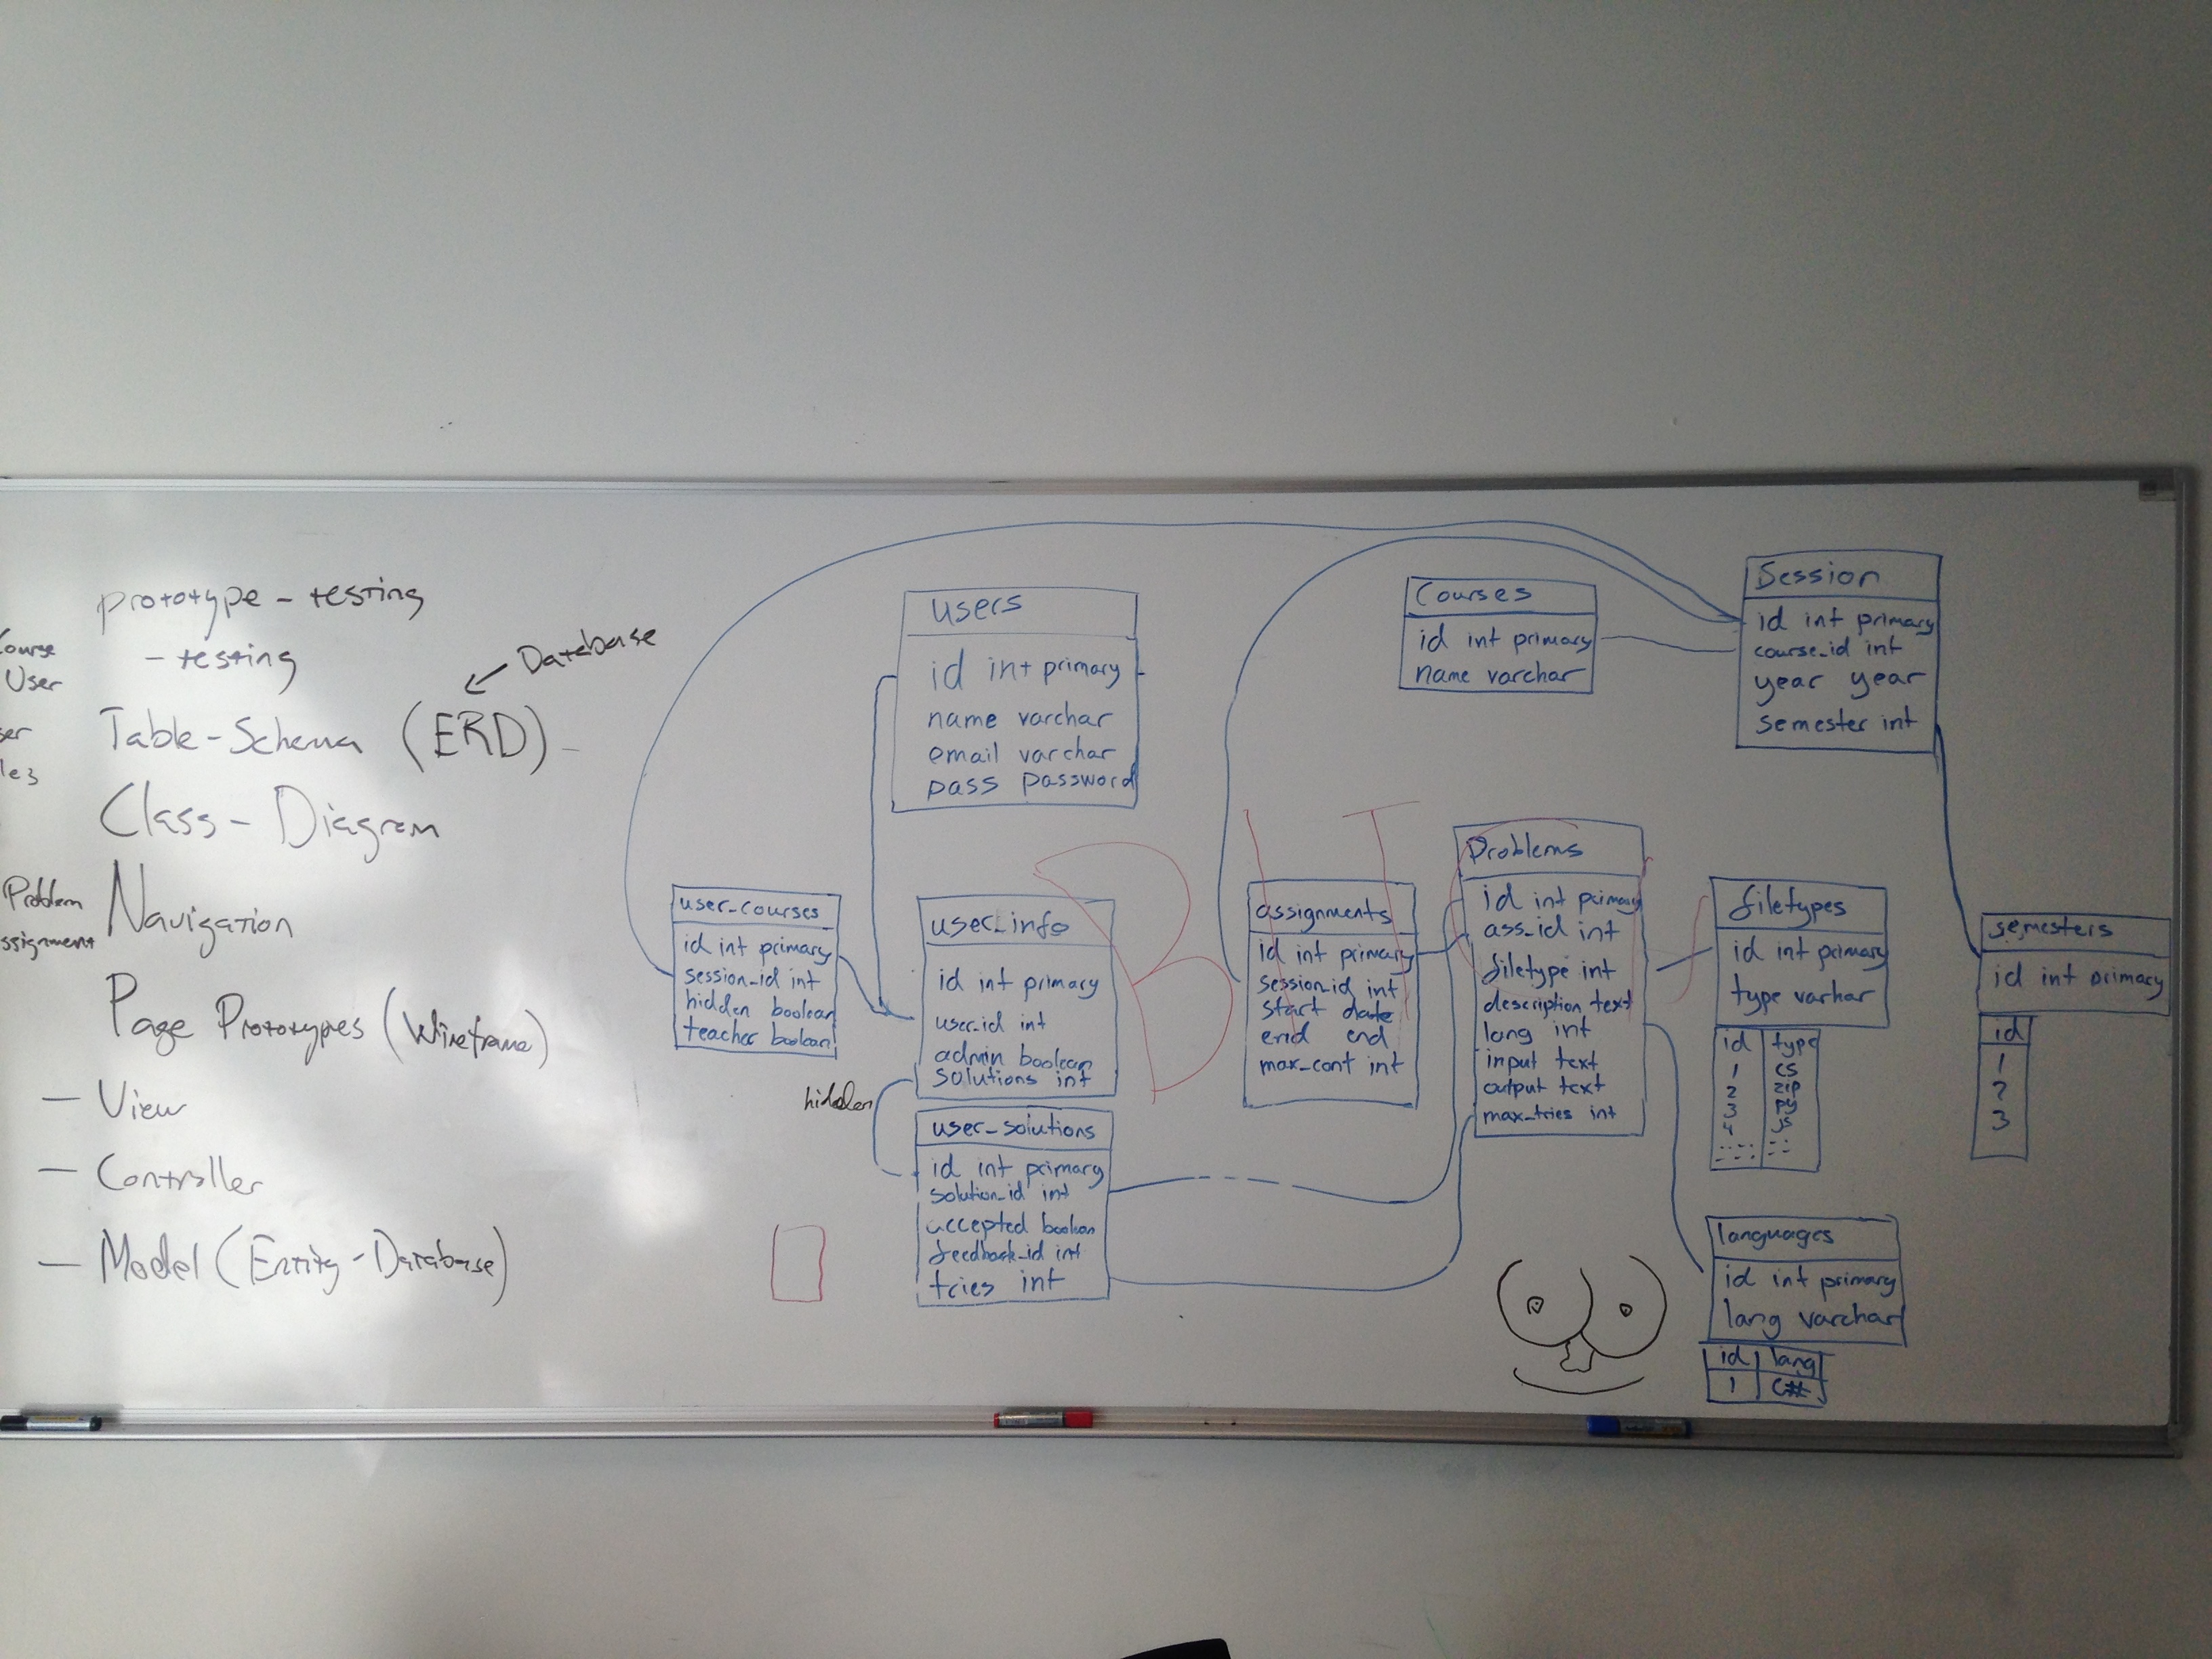 prototype - testing
- testing
Database
Table-Schema (ERD)
Class - Diagram
Navigation
Page Prototypes (Wireframe)
- View
- Controller
- Model (Entity-Database)
Course
User
Problem
users
id int primary
name varchar
email varchar
pass password
Courses
id int primary
name varchar
Session
id int primary
course_id int
year year
semester int
user_courses
id int primary
session_id int
hidden boolean
teacher boolean
user_info
id int primary
user_id int
admin boolean
solutions int
hidden
user_solutions
id int primary
solution_id int
accepted boolean
feedback_id int
tries int
assignments
id int primary
session_id int
start date
end end
max_cont int
Problems
id int primary
ass_id int
filetype int
description text
lang int
input text
output text
max_tries int
filetypes
id int primary
type varhar
id type
1 cs
2 zip
3 py
4 js
semesters
id int primary
id
1
2
3
languages
id int primary
lang varchar
id lang
1 C#